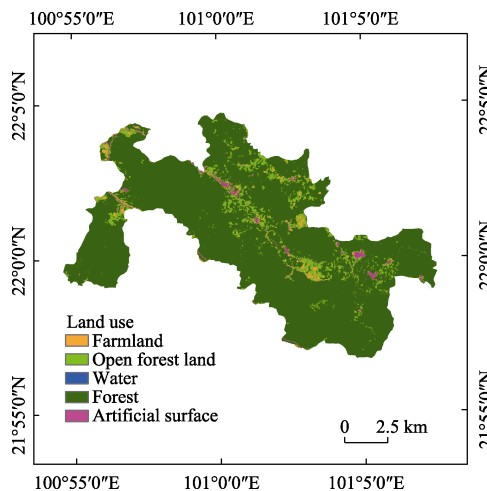 100°55′0″E 101°0′0″E 101°5′0″E
22°5′0″N 22°5′0″N
22°0′0″N 22°0′0″N
21°55′0″N 21°55′0″N
Land use
Farmland
Open forest land
Water
Forest
Artificial surface
0 2.5 km
100°55′0″E 101°0′0″E 101°5′0″E